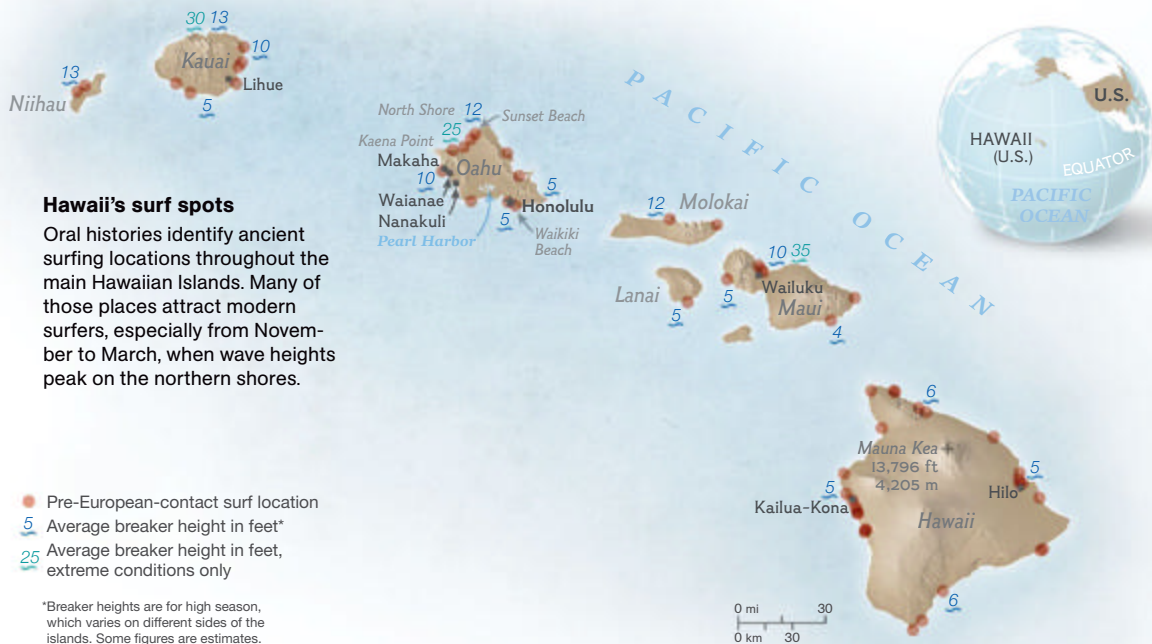 30
13
10
Kauai
Lihue
13
Niihau
5
North Shore
12
Sunset Beach
25
Kaena Point
Makaha
Oahu
10
5
Waianae
Honolulu
Nanakuli
5
Waikiki
Beach
Pearl Harbor
PACIFIC OCEAN
12
Molokai
10
35
Wailuku
Maui
Lanai
5
5
4
U.S.
HAWAII
(U.S.)
EQUATOR
PACIFIC
OCEAN
Hawaii's surf spots
Oral histories identify ancient
surfing locations throughout the
main Hawaiian Islands. Many of
those places attract modern
surfers, especially from Novem-
ber to March, when wave heights
peak on the northern shores.
6
Mauna Kea
13,796 ft
4,205 m
5
5
Hilo
Kailua-Kona
Hawaii
6
Pre-European-contact surf location
5 Average breaker height in feet*
25 Average breaker height in feet,
extreme conditions only
*Breaker heights are for high season,
which varies on different sides of the
islands. Some figures are estimates.
0 mi 30
0 km 30